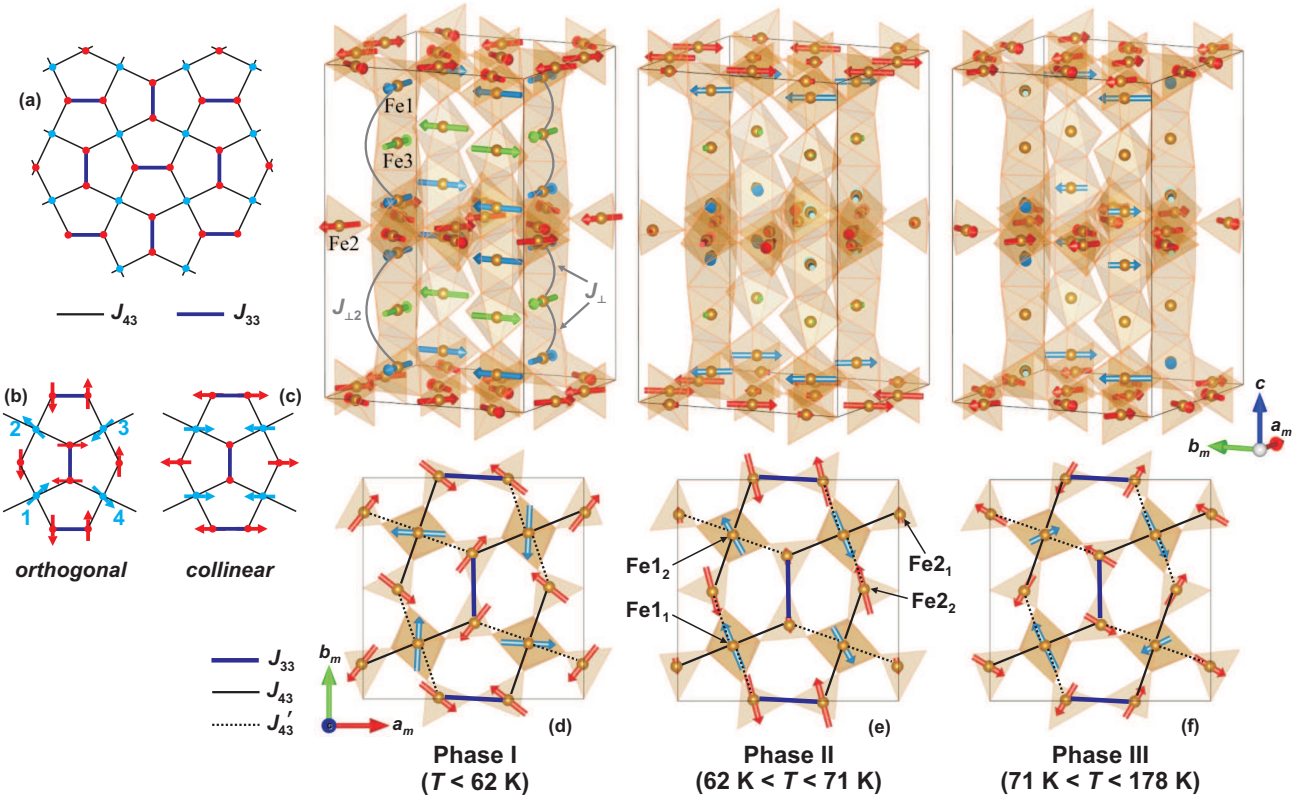 (a)
J43
J33
(b)
(c)
2
3
1
4
orthogonal
collinear
J33
J43
J43′
Fe1
Fe3
Fe2
J⊥2
J⊥
c
am
bm
bm
am
(d)
Fe12
Fe11
Fe21
Fe22
(e)
(f)
Phase I
(T < 62 K)
Phase II
(62 K < T < 71 K)
Phase III
(71 K < T < 178 K)